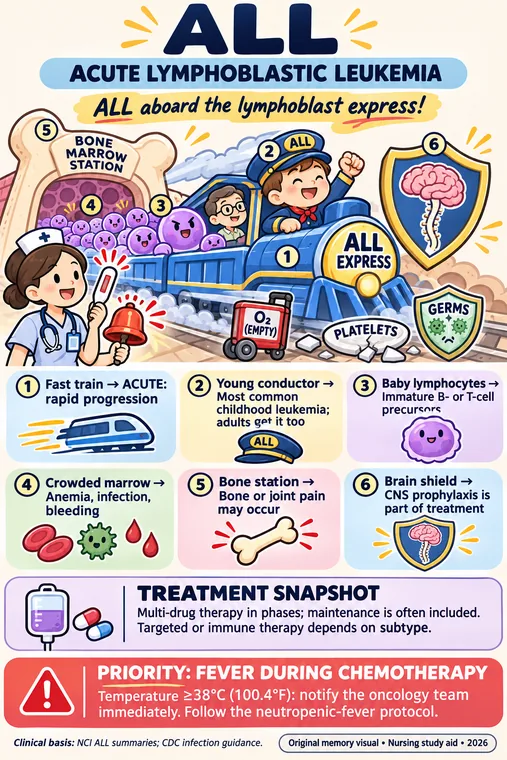 ALL
ACUTE LYMPHOBLASTIC LEUKEMIA
ALL aboard the lymphoblast express!
5
BONE
MARROW
STATION
4
3
2
ALL
6
1
ALL
EXPRESS
O₂
(EMPTY)
PLATELETS
GERMS
1
Fast train → ACUTE:
rapid progression
2
Young conductor →
Most common
childhood leukemia;
adults get it too
ALL
3
Baby lymphocytes →
Immature B- or T-cell
precursors
4
Crowded marrow →
Anemia, infection,
bleeding
5
Bone station →
Bone or joint pain
may occur
6
Brain shield →
CNS prophylaxis is
part of treatment
TREATMENT SNAPSHOT
Multi-drug therapy in phases; maintenance is often included.
Targeted or immune therapy depends on subtype.
PRIORITY: FEVER DURING CHEMOTHERAPY
Temperature ≥38°C (100.4°F): notify the oncology team
immediately. Follow the neutropenic-fever protocol.
Clinical basis: NCI ALL summaries; CDC infection guidance.
Original memory visual • Nursing study aid • 2026